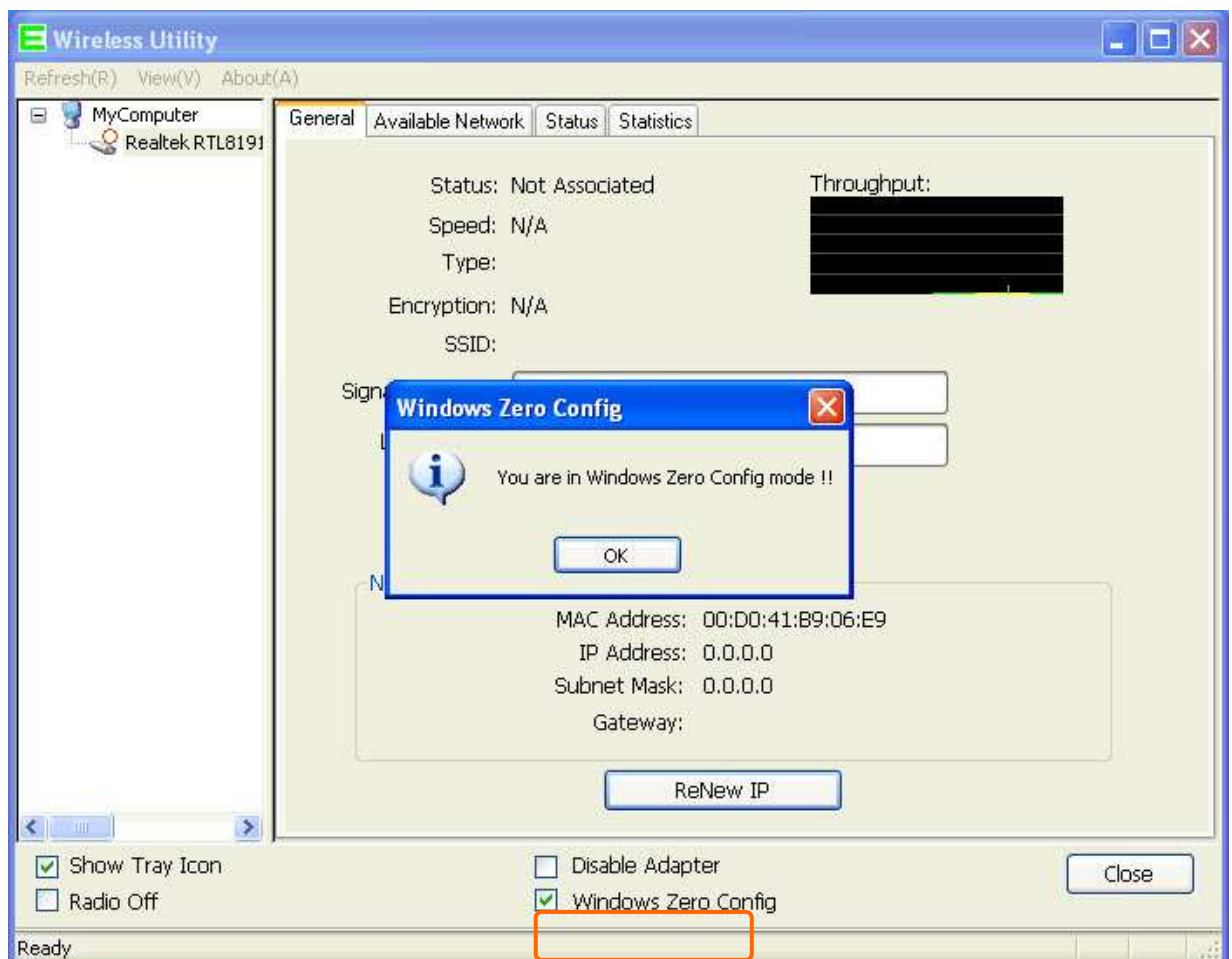 Wireless Utility
Refresh(R) View(V) About(A)
MyComputer
Realtek RTL8191
General Available Network Status Statistics
Status: Not Associated
Throughput:
Speed: N/A
Type:
Encryption: N/A
SSID:
Windows Zero Config
You are in Windows Zero Config mode !!
OK
MAC Address: 00:D0:41:B9:06:E9
IP Address: 0.0.0.0
Subnet Mask: 0.0.0.0
Gateway:
ReNew IP
Show Tray Icon
Disable Adapter
Close
Radio Off
Windows Zero Config
Ready